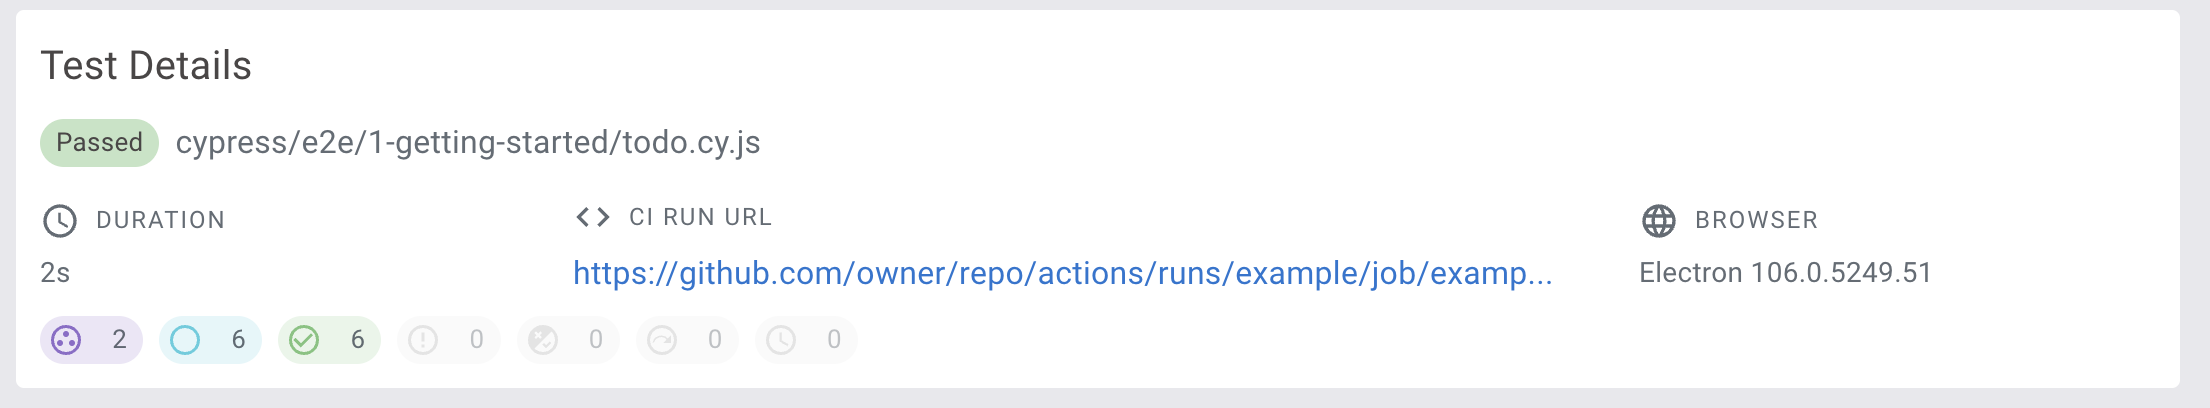 Test Details
Passed cypress/e2e/1-getting-started/todo.cy.js
DURATION CI RUN URL BROWSER
2s https://github.com/owner/repo/actions/runs/example/job/examp... Electron 106.0.5249.51
2 6 6 0 0 0 0